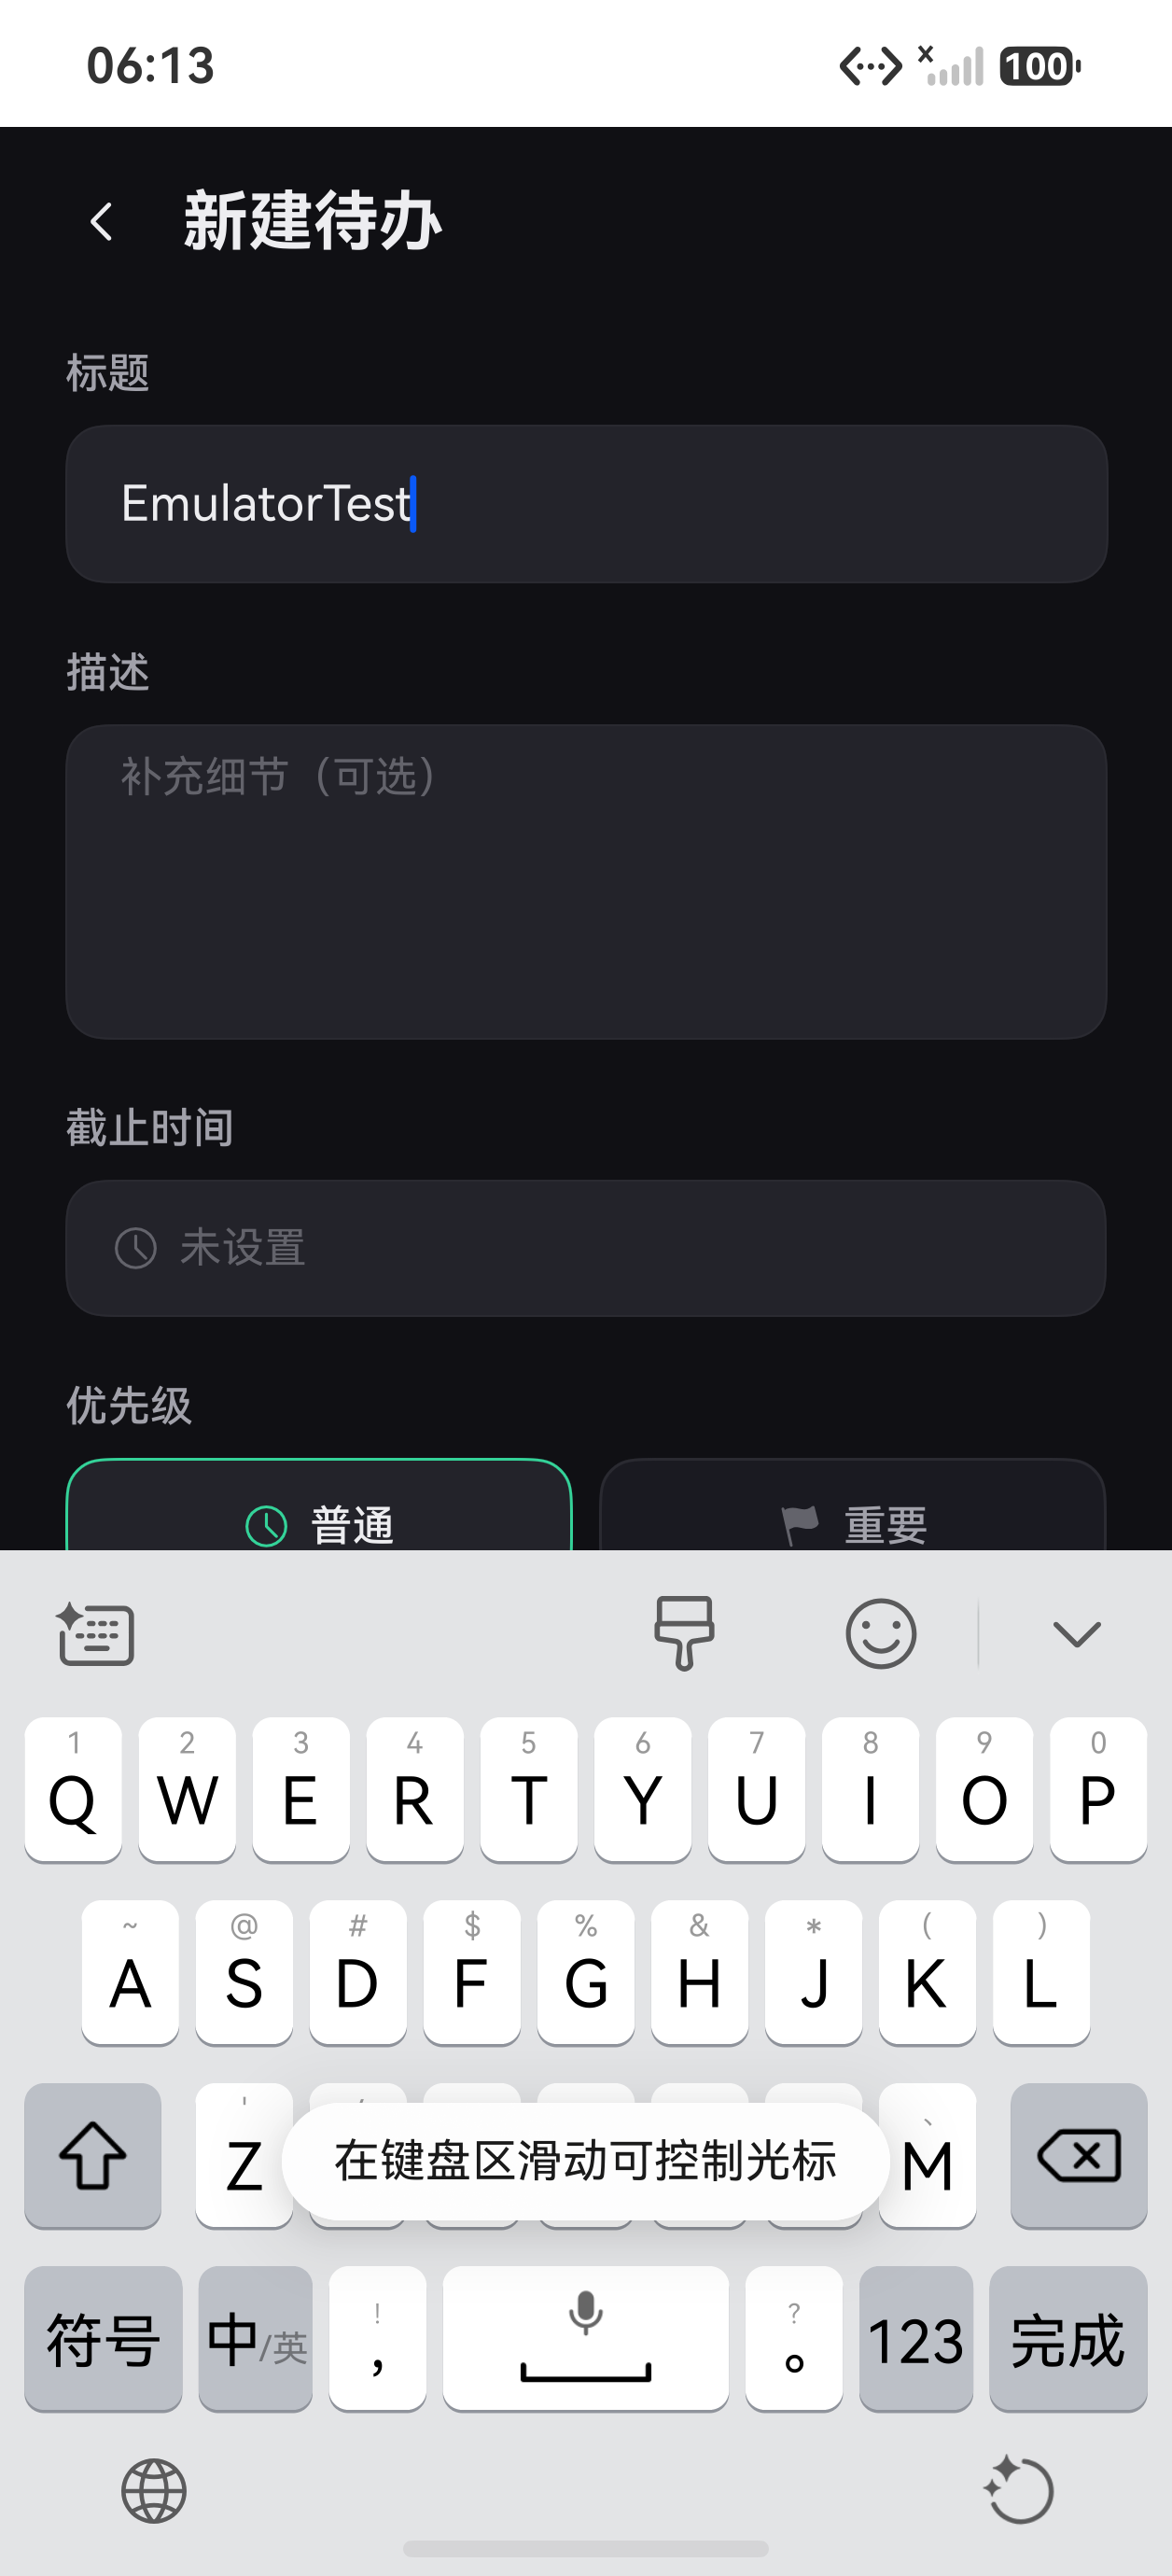 06:13
100
新建待办
标题
EmulatorTest
描述
补充细节（可选）
截止时间
未设置
优先级
普通
重要
1 2 3 4 5 6 7 8 9 0
Q W E R T Y U I O P
~ @ # $ % & * ( )
A S D F G H J K L
' 、
Z M
在键盘区滑动可控制光标
! ?
符号 中/英 ， 。 123 完成